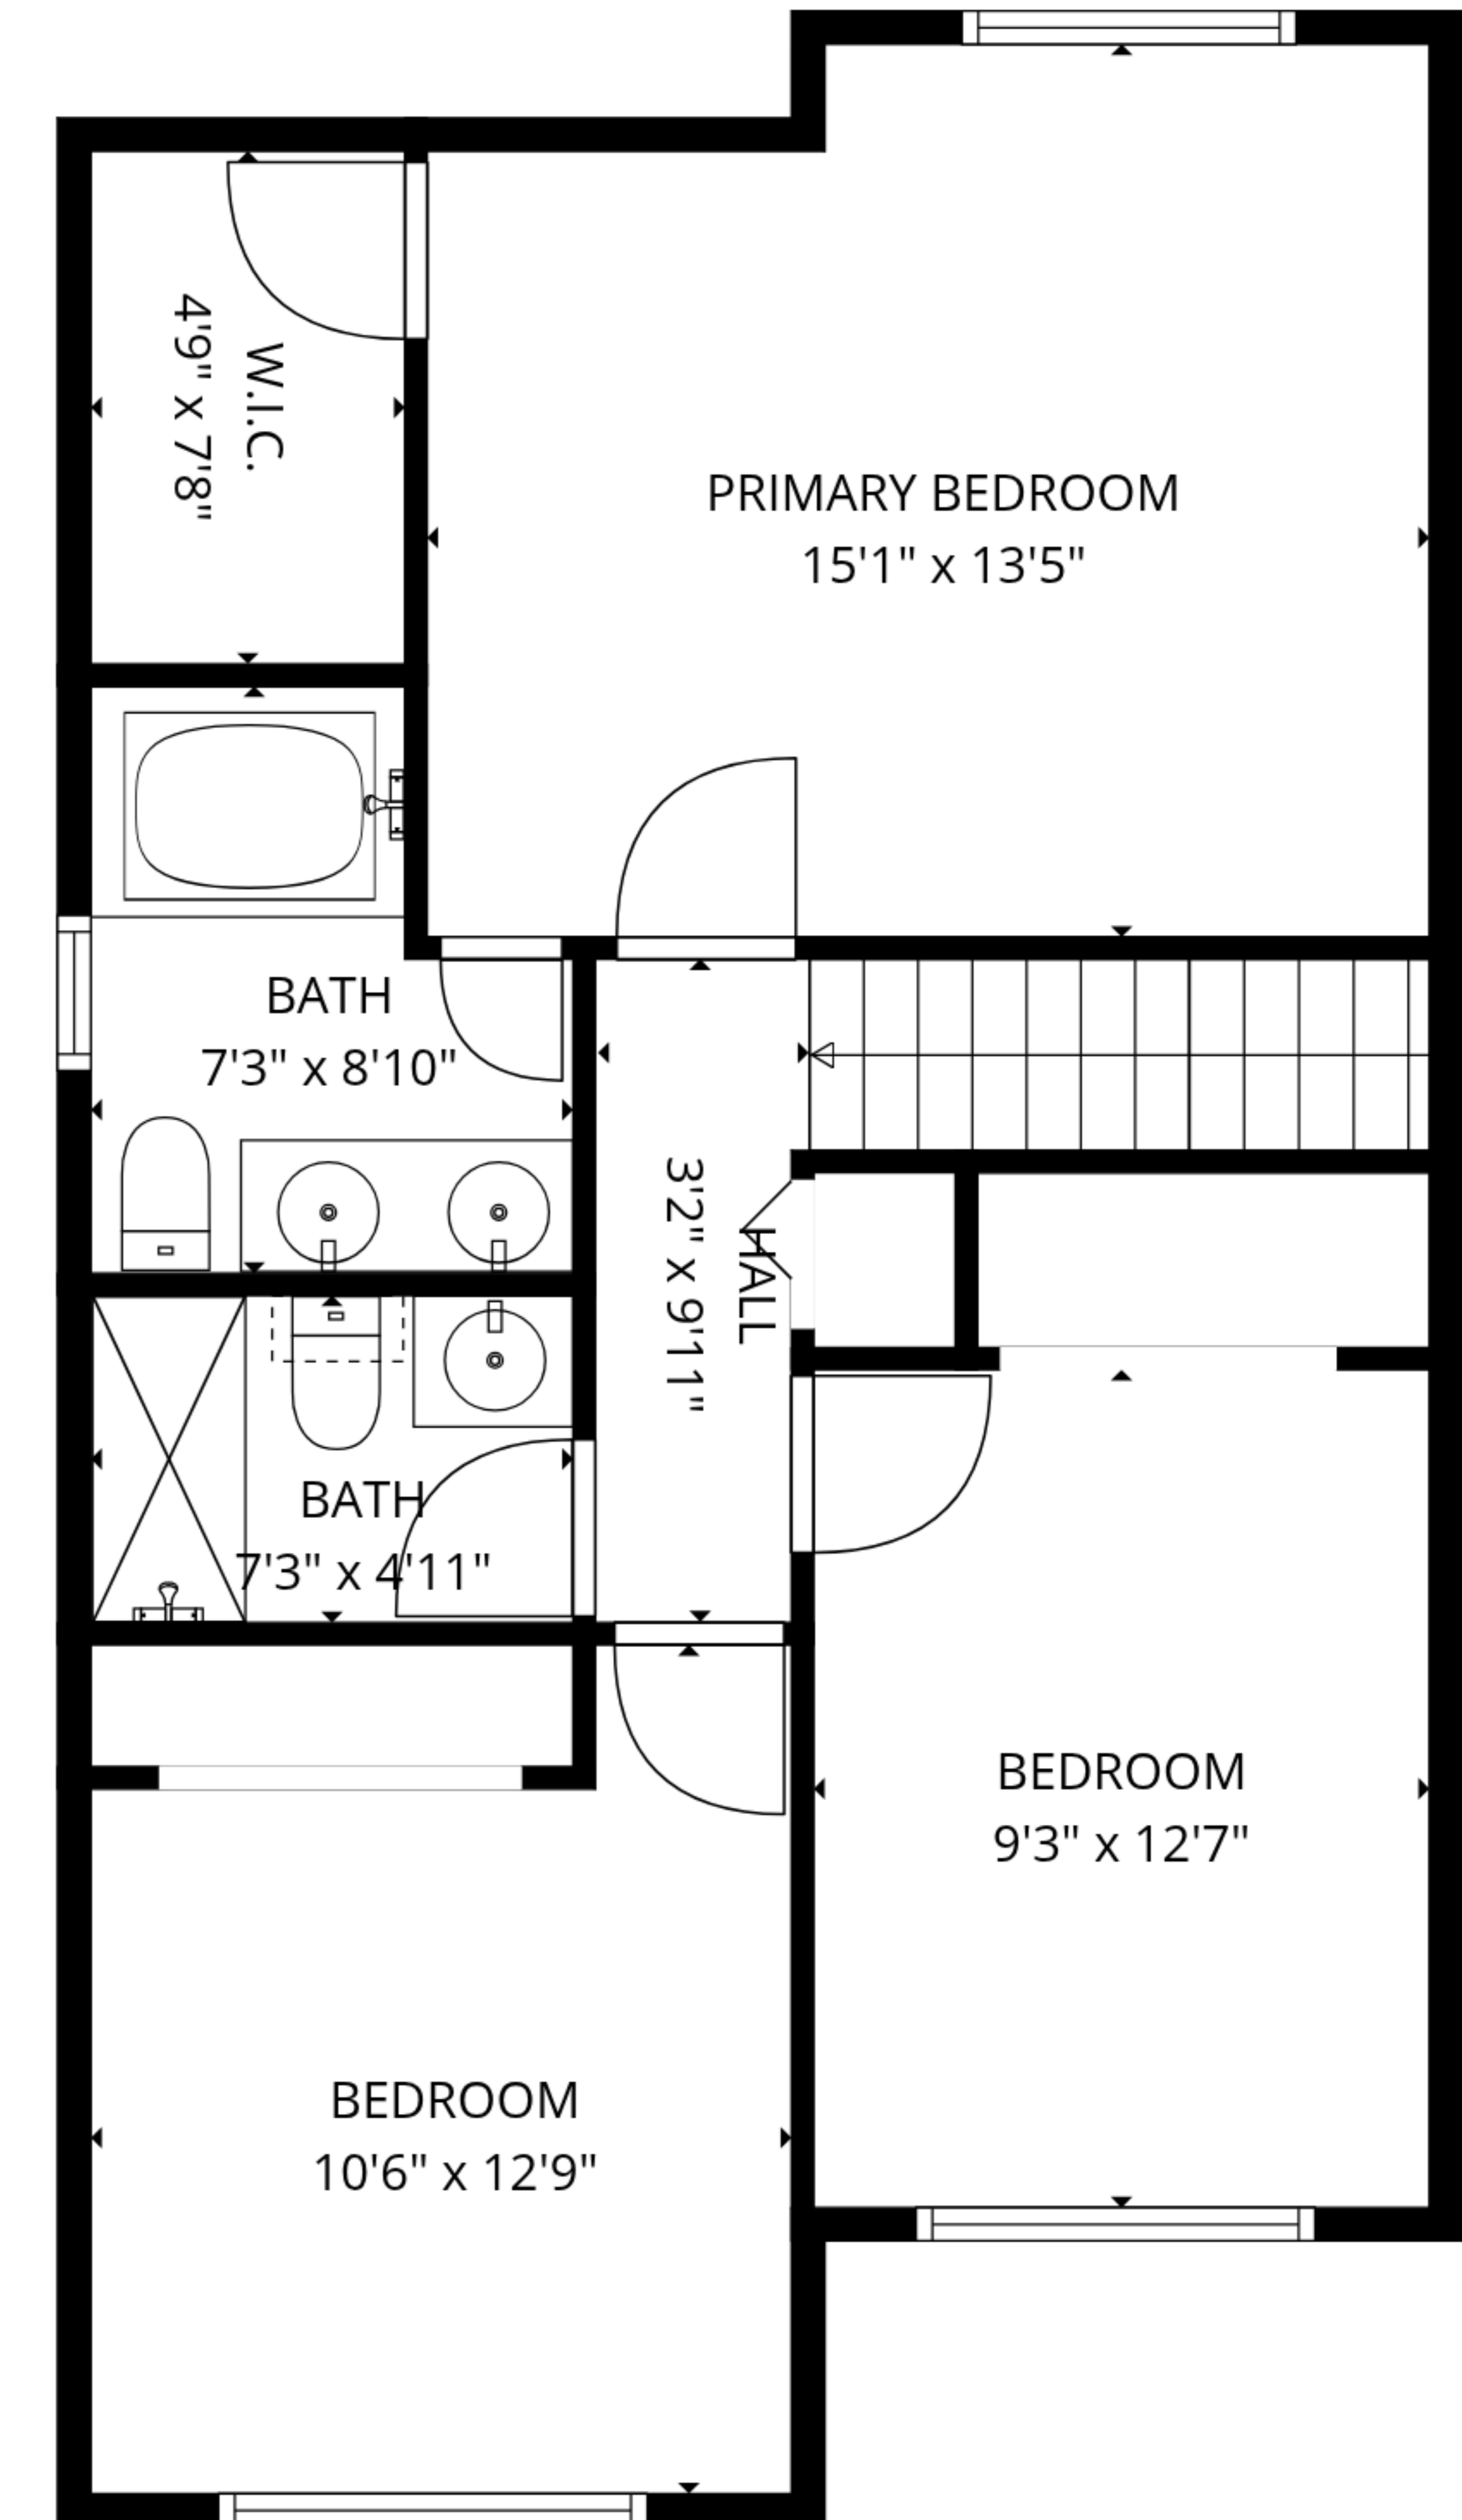 W.I.C.
4'9" x 7'8"
PRIMARY BEDROOM
15'1" x 13'5"
BATH
7'3" x 8'10"
HALL
3'2" x 9'11"
BATH
7'3" x 4'11"
BEDROOM
9'3" x 12'7"
BEDROOM
10'6" x 12'9"